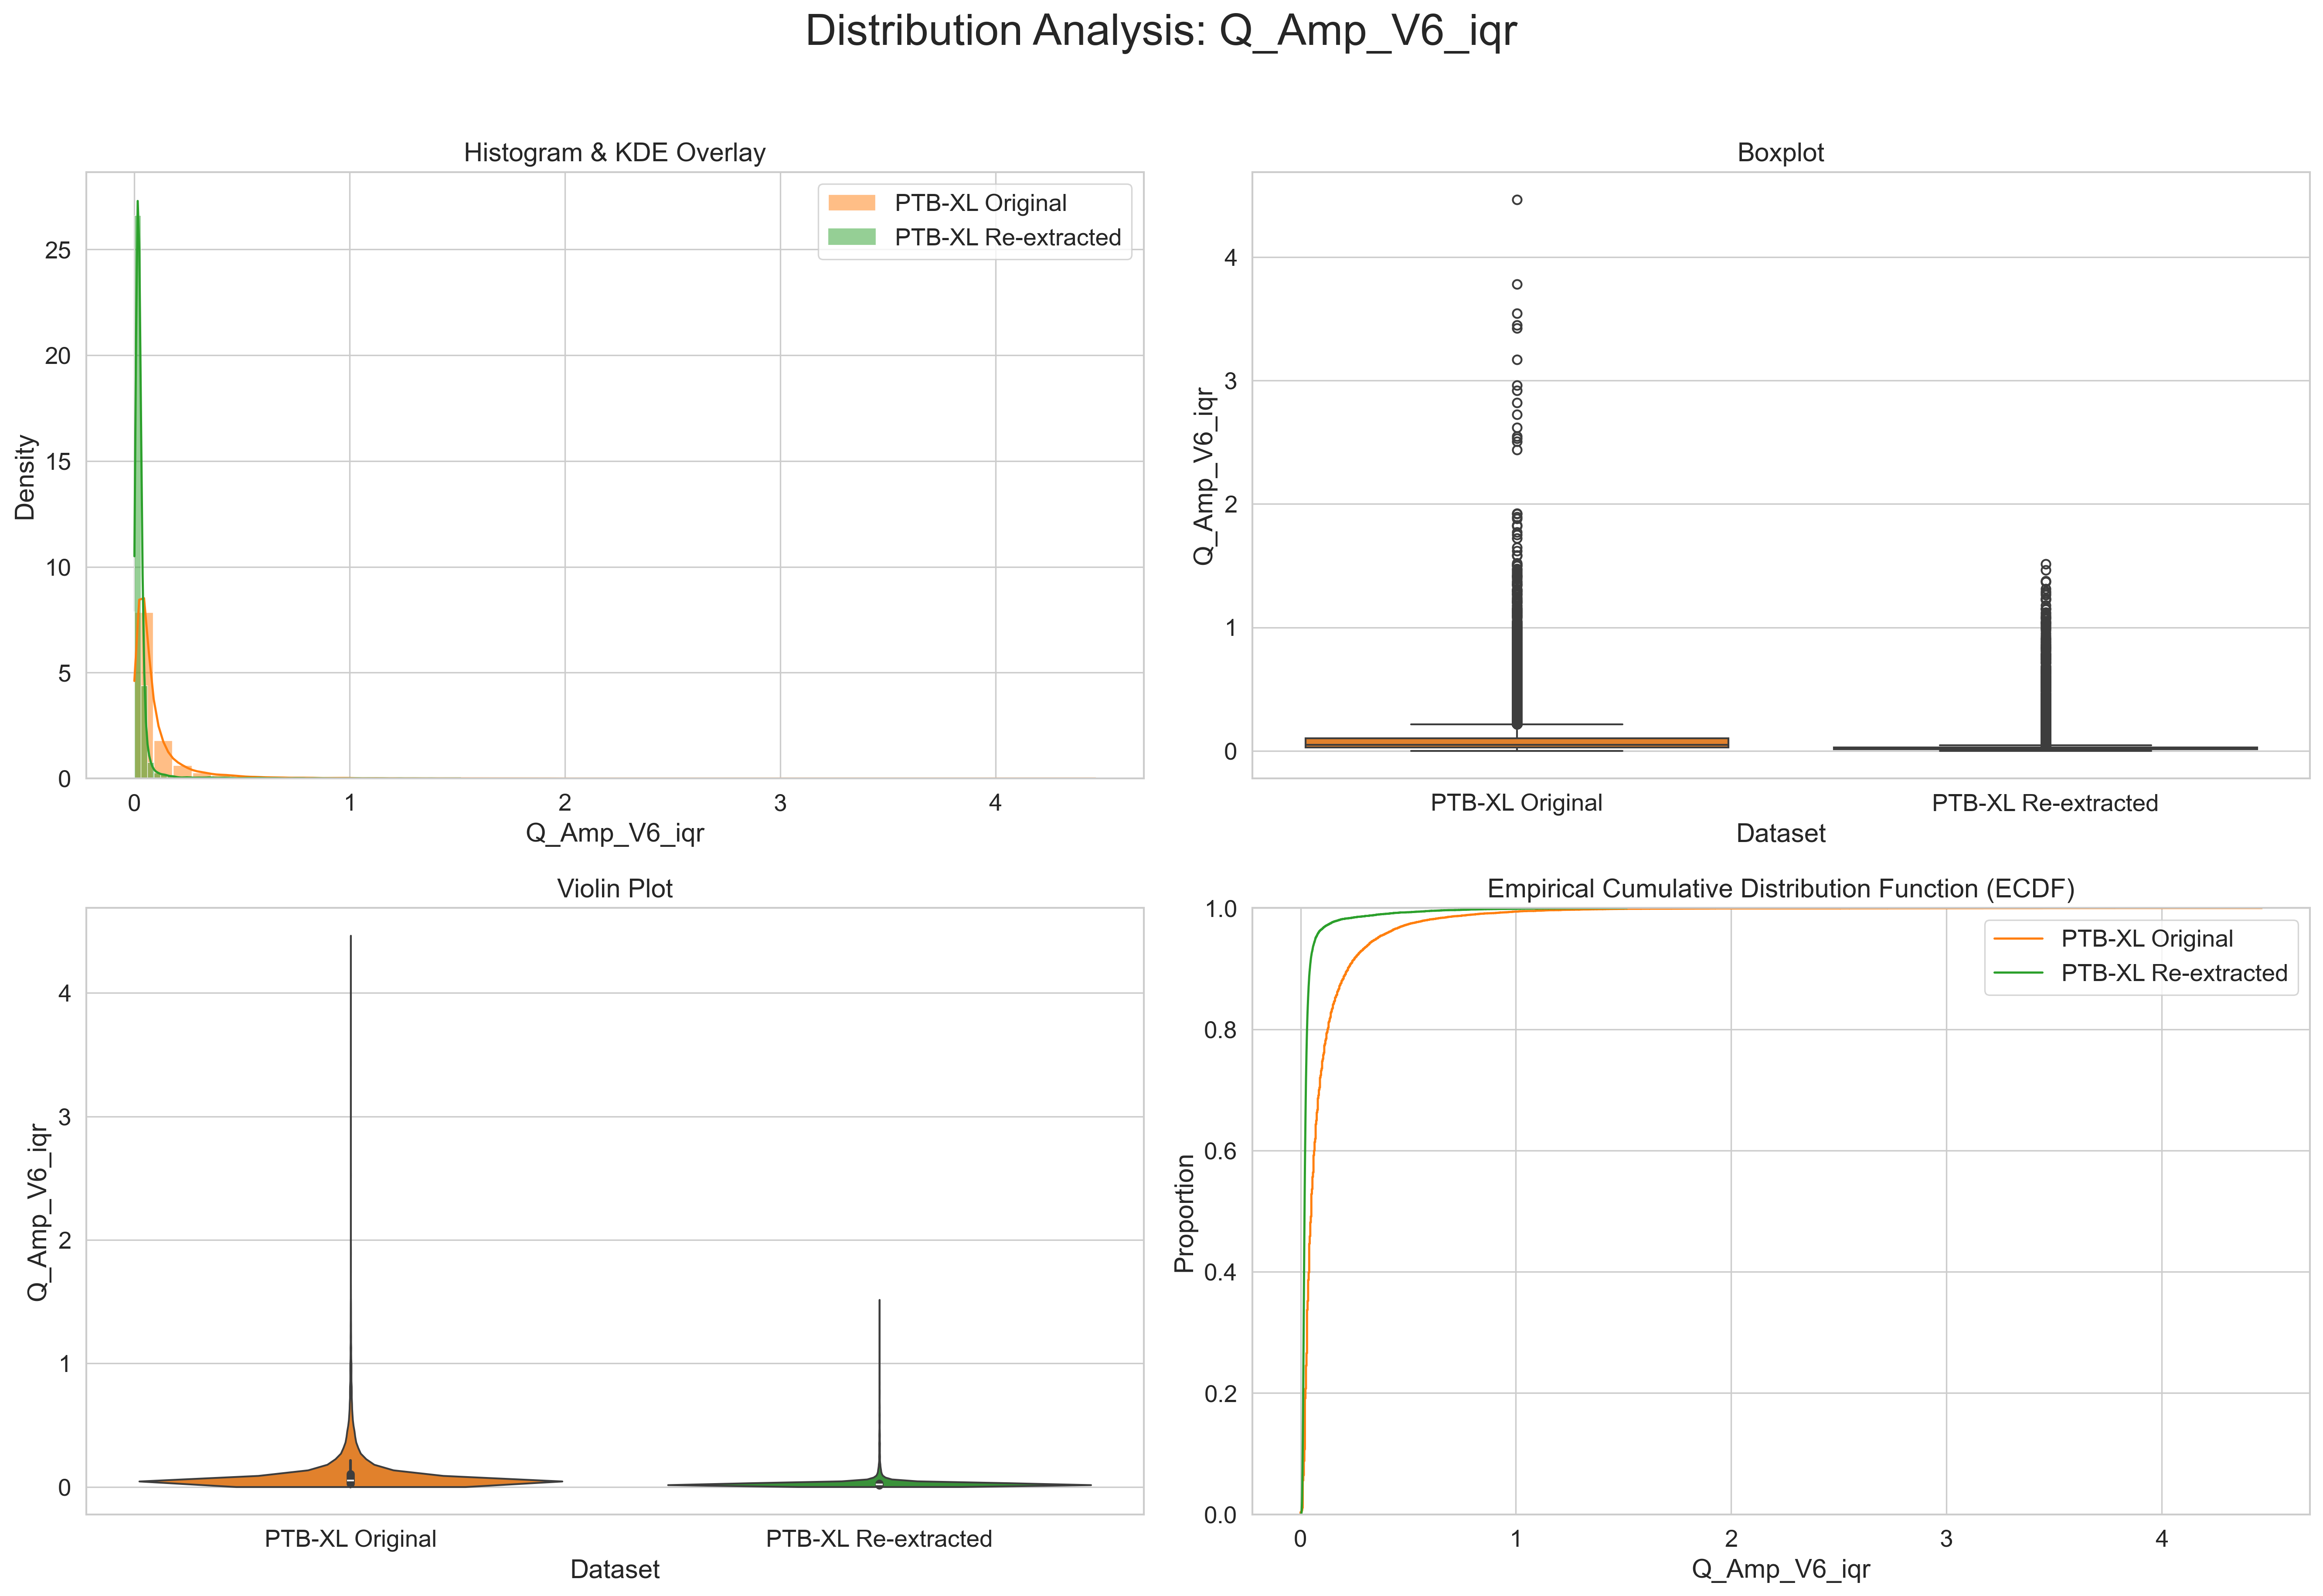 Distribution Analysis: Q_Amp_V6_iqr
Histogram & KDE Overlay
PTB-XL Original
PTB-XL Re-extracted
Density
25
20
15
10
5
0
0 1 2 3 4
Q_Amp_V6_iqr
Boxplot
Q_Amp_V6_iqr
4
3
2
1
0
PTB-XL Original PTB-XL Re-extracted
Dataset
Violin Plot
Q_Amp_V6_iqr
4
3
2
1
0
PTB-XL Original PTB-XL Re-extracted
Dataset
Empirical Cumulative Distribution Function (ECDF)
PTB-XL Original
PTB-XL Re-extracted
Proportion
1.0
0.8
0.6
0.4
0.2
0.0
0 1 2 3 4
Q_Amp_V6_iqr